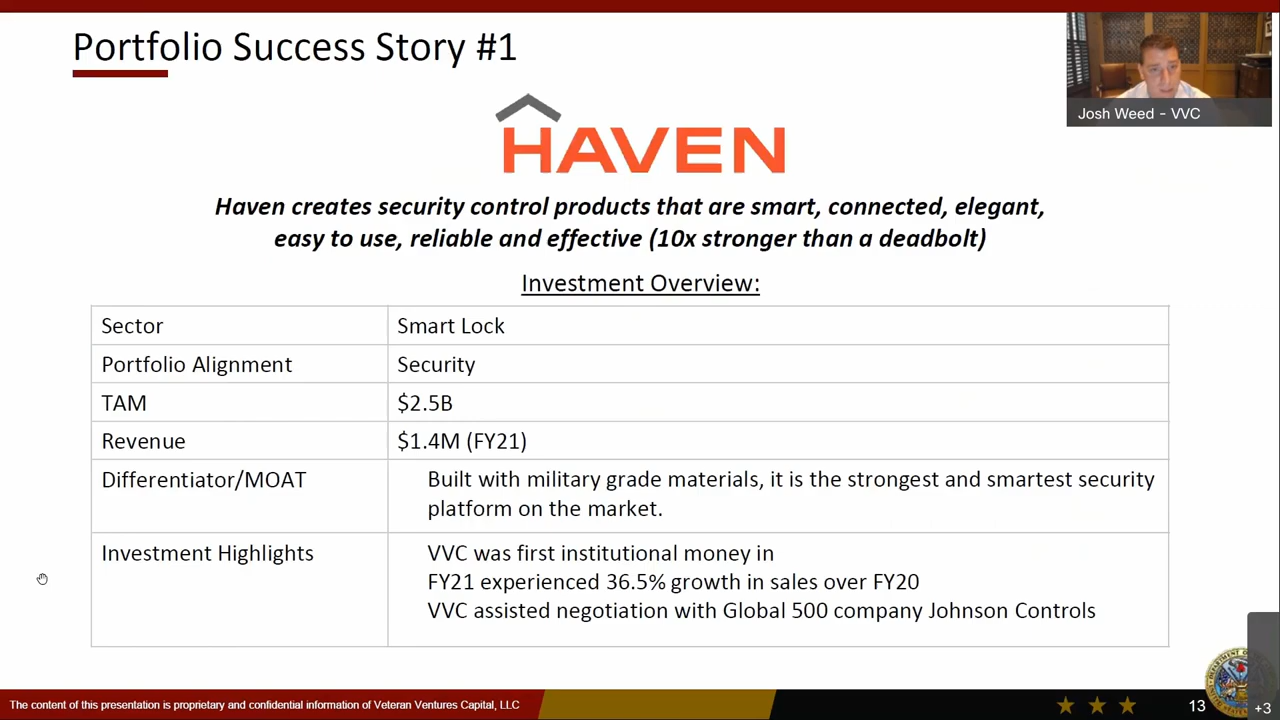 Portfolio Success Story #1
Josh Weed - VVC
HAVEN
Haven creates security control products that are smart, connected, elegant,
easy to use, reliable and effective (10x stronger than a deadbolt)
Investment Overview:
Sector
Smart Lock
Portfolio Alignment
Security
TAM
$2.5B
Revenue
$1.4M (FY21)
Differentiator/MOAT
Built with military grade materials, it is the strongest and smartest security
platform on the market.
Investment Highlights
VVC was first institutional money in
FY21 experienced 36.5% growth in sales over FY20
VVC assisted negotiation with Global 500 company Johnson Controls
The content of this presentation is proprietary and confidential information of Veteran Ventures Capital, LLC
13
+3